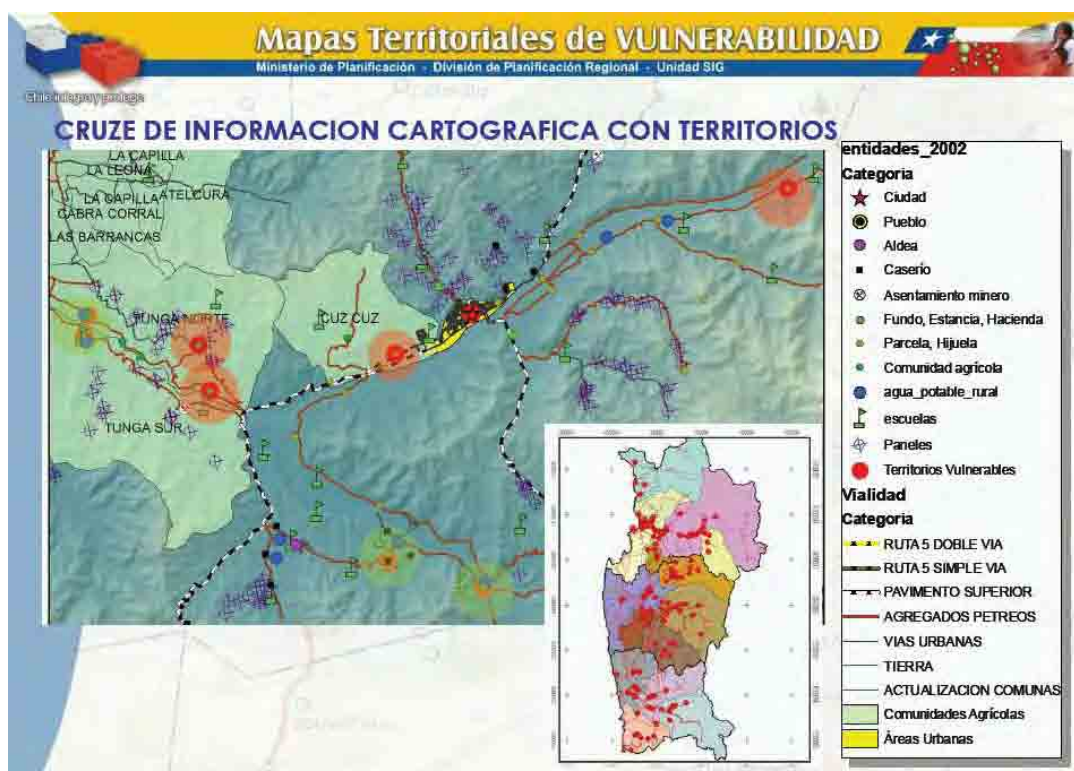 Mapas Territoriales de VULNERABILIDAD
Ministerio de Planificación - División de Planificación Regional - Unidad SIG
CRUZE DE INFORMACION CARTOGRAFICA CON TERRITORIOS
LA CAPILLA
LA LEONA
LA CAPILLA ATELCURA
CABRA CORRAL
LAS BARRANCAS
TUNGA NORTE
CUZ CUZ
TUNGA SUR
entidades_2002
Categoria
Ciudad
Pueblo
Aldea
Caserío
Asentamiento minero
Fundo, Estancia, Hacienda
Parcela, Hijuela
Comunidad agrícola
agua_potable_rural
escuelas
Paneles
Territorios Vulnerables
Vialidad
Categoria
RUTA 5 DOBLE VIA
RUTA 5 SIMPLE VIA
PAVIMENTO SUPERIOR
AGREGADOS PETREOS
VIAS URBANAS
TIERRA
ACTUALIZACION COMUNAS
Comunidades Agrícolas
Áreas Urbanas